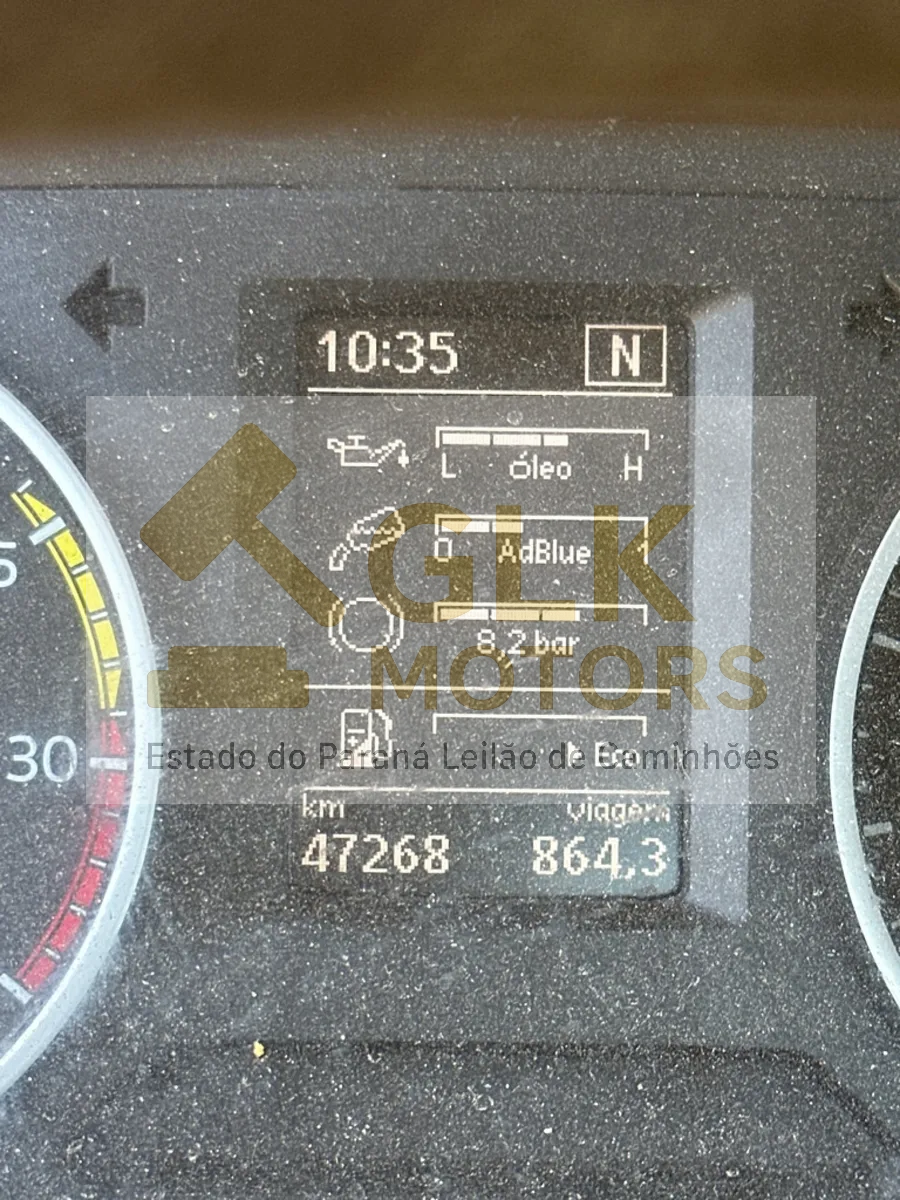 10:35 N
L Óleo H
0 AdBlue 1
GLK
8,2 bar
MOTORS
Eco
Estado do Paraná Leilão de Caminhões
30
km viagem
47268 864,3